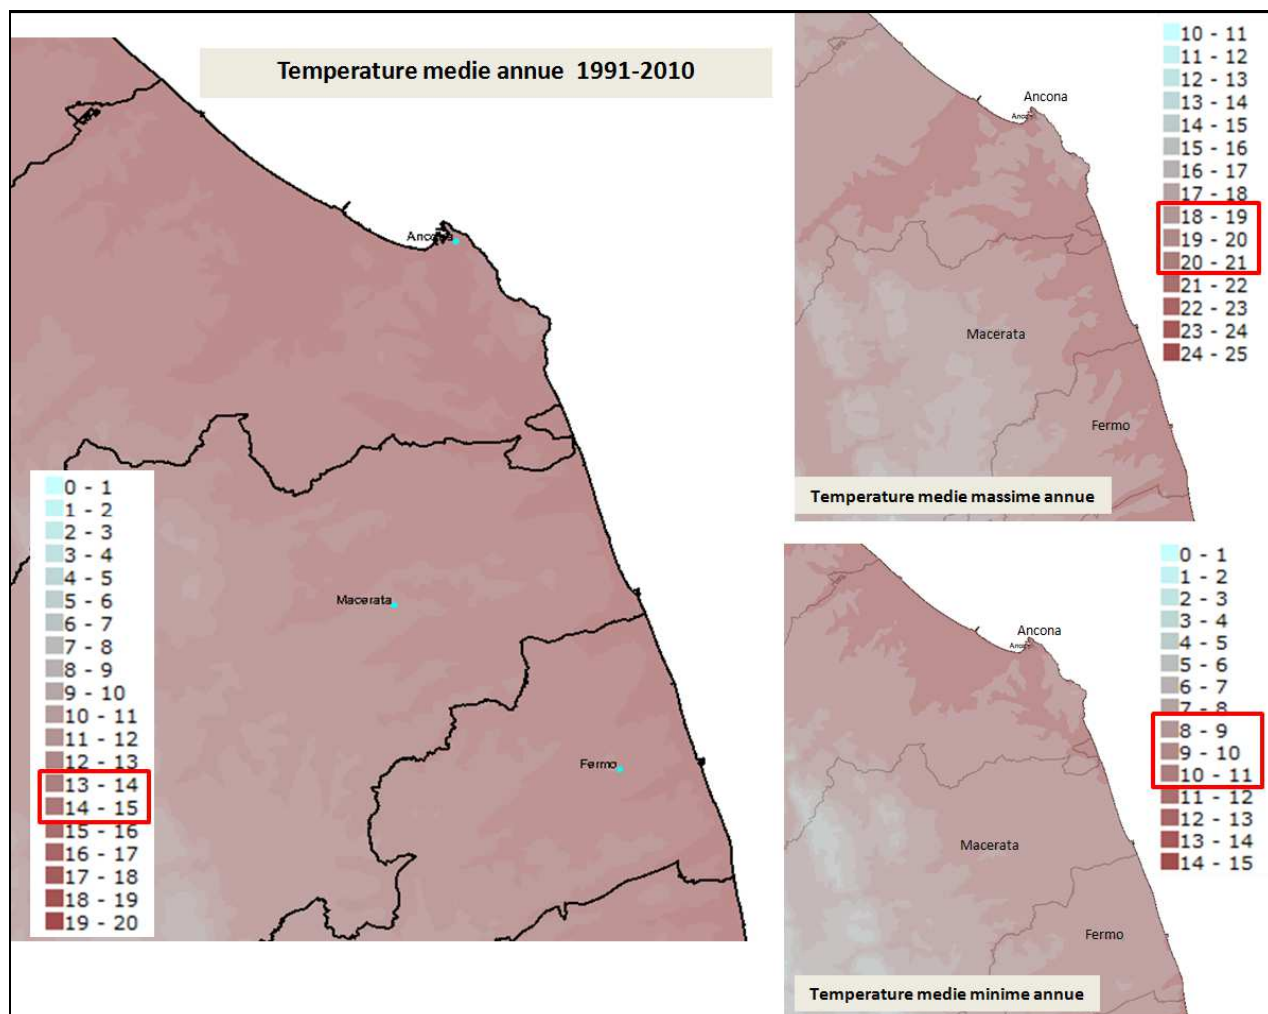 Temperature medie annue 1991-2010
Ancona
Macerata
Fermo
0 - 1
1 - 2
2 - 3
3 - 4
4 - 5
5 - 6
6 - 7
7 - 8
8 - 9
9 - 10
10 - 11
11 - 12
12 - 13
13 - 14
14 - 15
15 - 16
16 - 17
17 - 18
18 - 19
19 - 20
Ancona
Macerata
Fermo
Temperature medie massime annue
10 - 11
11 - 12
12 - 13
13 - 14
14 - 15
15 - 16
16 - 17
17 - 18
18 - 19
19 - 20
20 - 21
21 - 22
22 - 23
23 - 24
24 - 25
Ancona
Macerata
Fermo
Temperature medie minime annue
0 - 1
1 - 2
2 - 3
3 - 4
4 - 5
5 - 6
6 - 7
7 - 8
8 - 9
9 - 10
10 - 11
11 - 12
12 - 13
13 - 14
14 - 15